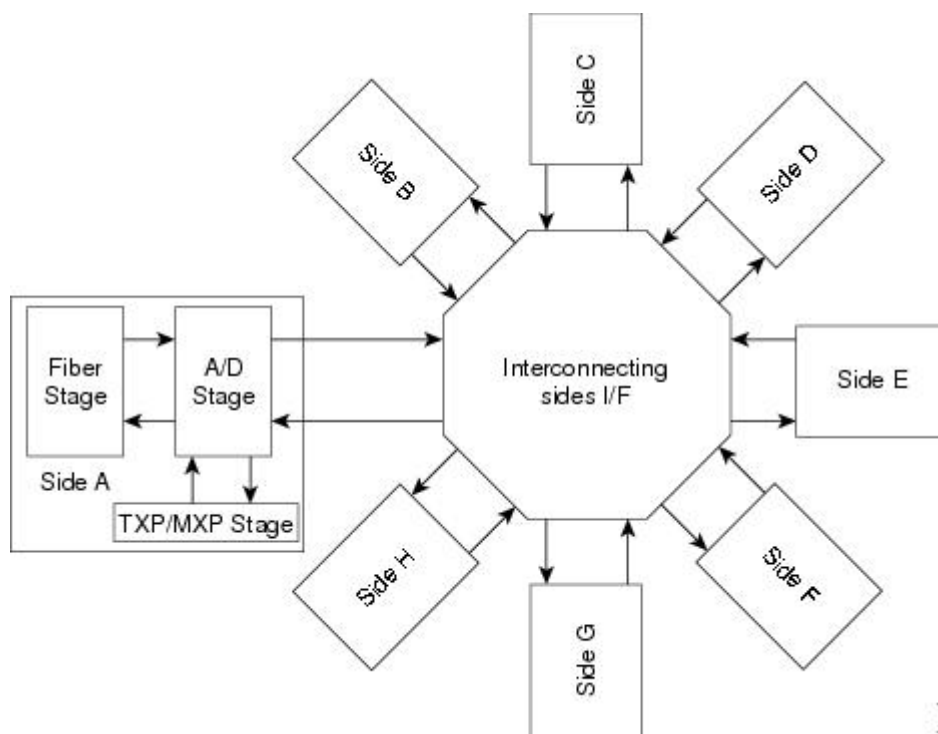 Side C
Side B
Side D
Fiber
Stage
A/D
Stage
Side A
TXP/MXP Stage
Interconnecting
sides I/F
Side E
Side H
Side F
Side G